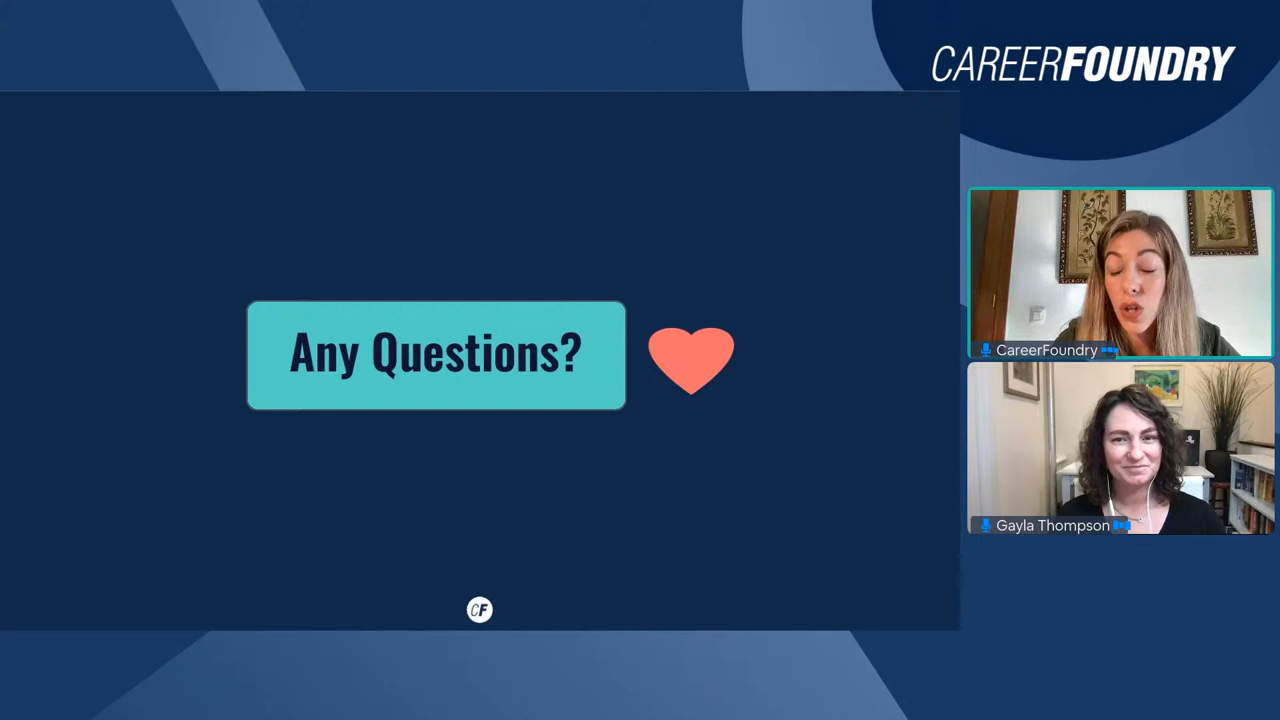 CAREERFOUNDRY
Any Questions?
CareerFoundry
Gayla Thompson
CF